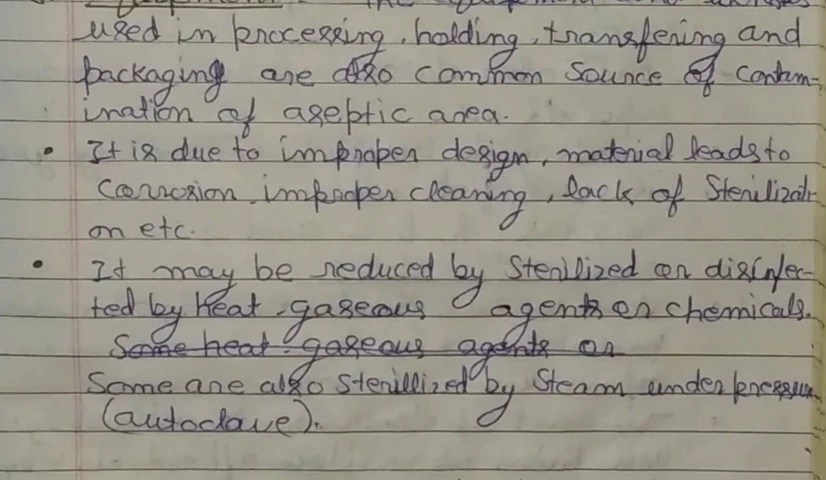 used in processing, holding, transfering and
packaging are also common source of contam-
ination of aseptic area.
• It is due to improper design, material leads to
corrosion improper cleaning, lack of Sterilizati-
on etc.
• It may be reduced by Sterilized or disinfec-
ted by heat, gaseous agents or chemicals.
Some heat, gaseous agents or
Some are also Sterillized by Steam under pressure
(autoclave).